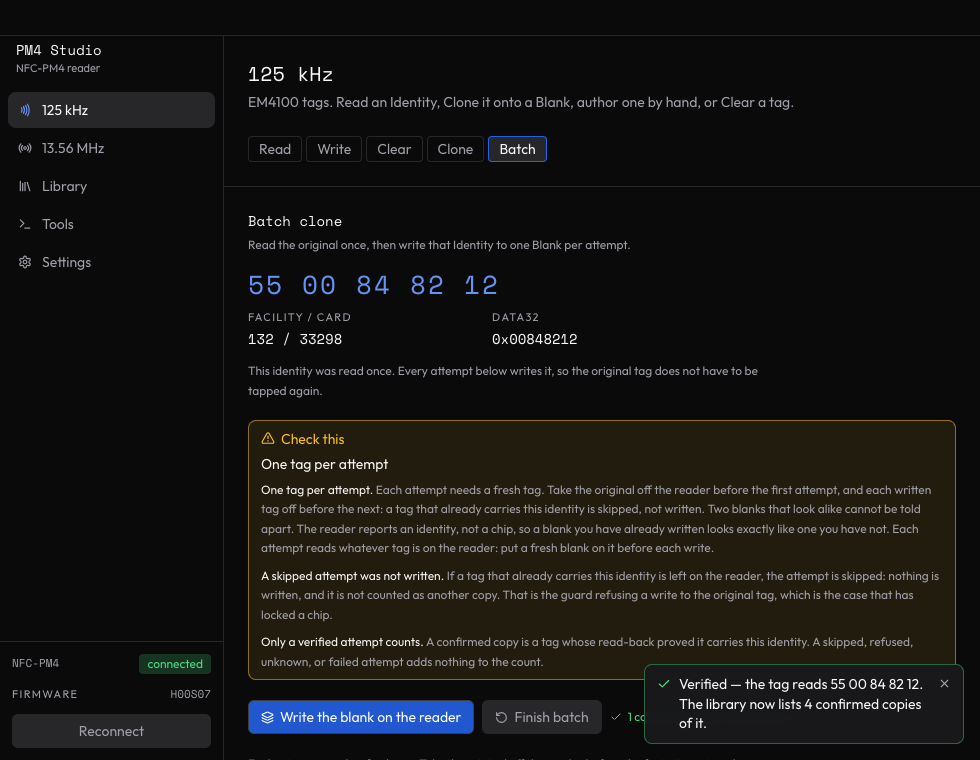 PM4 Studio
NFC-PM4 reader
125 kHz
13.56 MHz
Library
Tools
Settings
NFC-PM4
connected
FIRMWARE
H00S07
Reconnect
125 kHz
EM4100 tags. Read an Identity, Clone it onto a Blank, author one by hand, or Clear a tag.
Read
Write
Clear
Clone
Batch
Batch clone
Read the original once, then write that Identity to one Blank per attempt.
55 00 84 82 12
FACILITY / CARD
DATA32
132 / 33298
0x00848212
This identity was read once. Every attempt below writes it, so the original tag does not have to be
tapped again.
Check this
One tag per attempt
One tag per attempt. Each attempt needs a fresh tag. Take the original off the reader before the first attempt, and each written
tag off before the next: a tag that already carries this identity is skipped, not written. Two blanks that look alike cannot be told
apart. The reader reports an identity, not a chip, so a blank you have already written looks exactly like one you have not. Each
attempt reads whatever tag is on the reader: put a fresh blank on it before each write.
A skipped attempt was not written. If a tag that already carries this identity is left on the reader, the attempt is skipped: nothing is
written, and it is not counted as another copy. That is the guard refusing a write to the original tag, which is the case that has
locked a chip.
Only a verified attempt counts. A confirmed copy is a tag whose read-back proved it carries this identity. A skipped, refused,
unknown, or failed attempt adds nothing to the count.
Write the blank on the reader
Finish batch
1
Verified — the tag reads 55 00 84 82 12.
The library now lists 4 confirmed copies
of it.